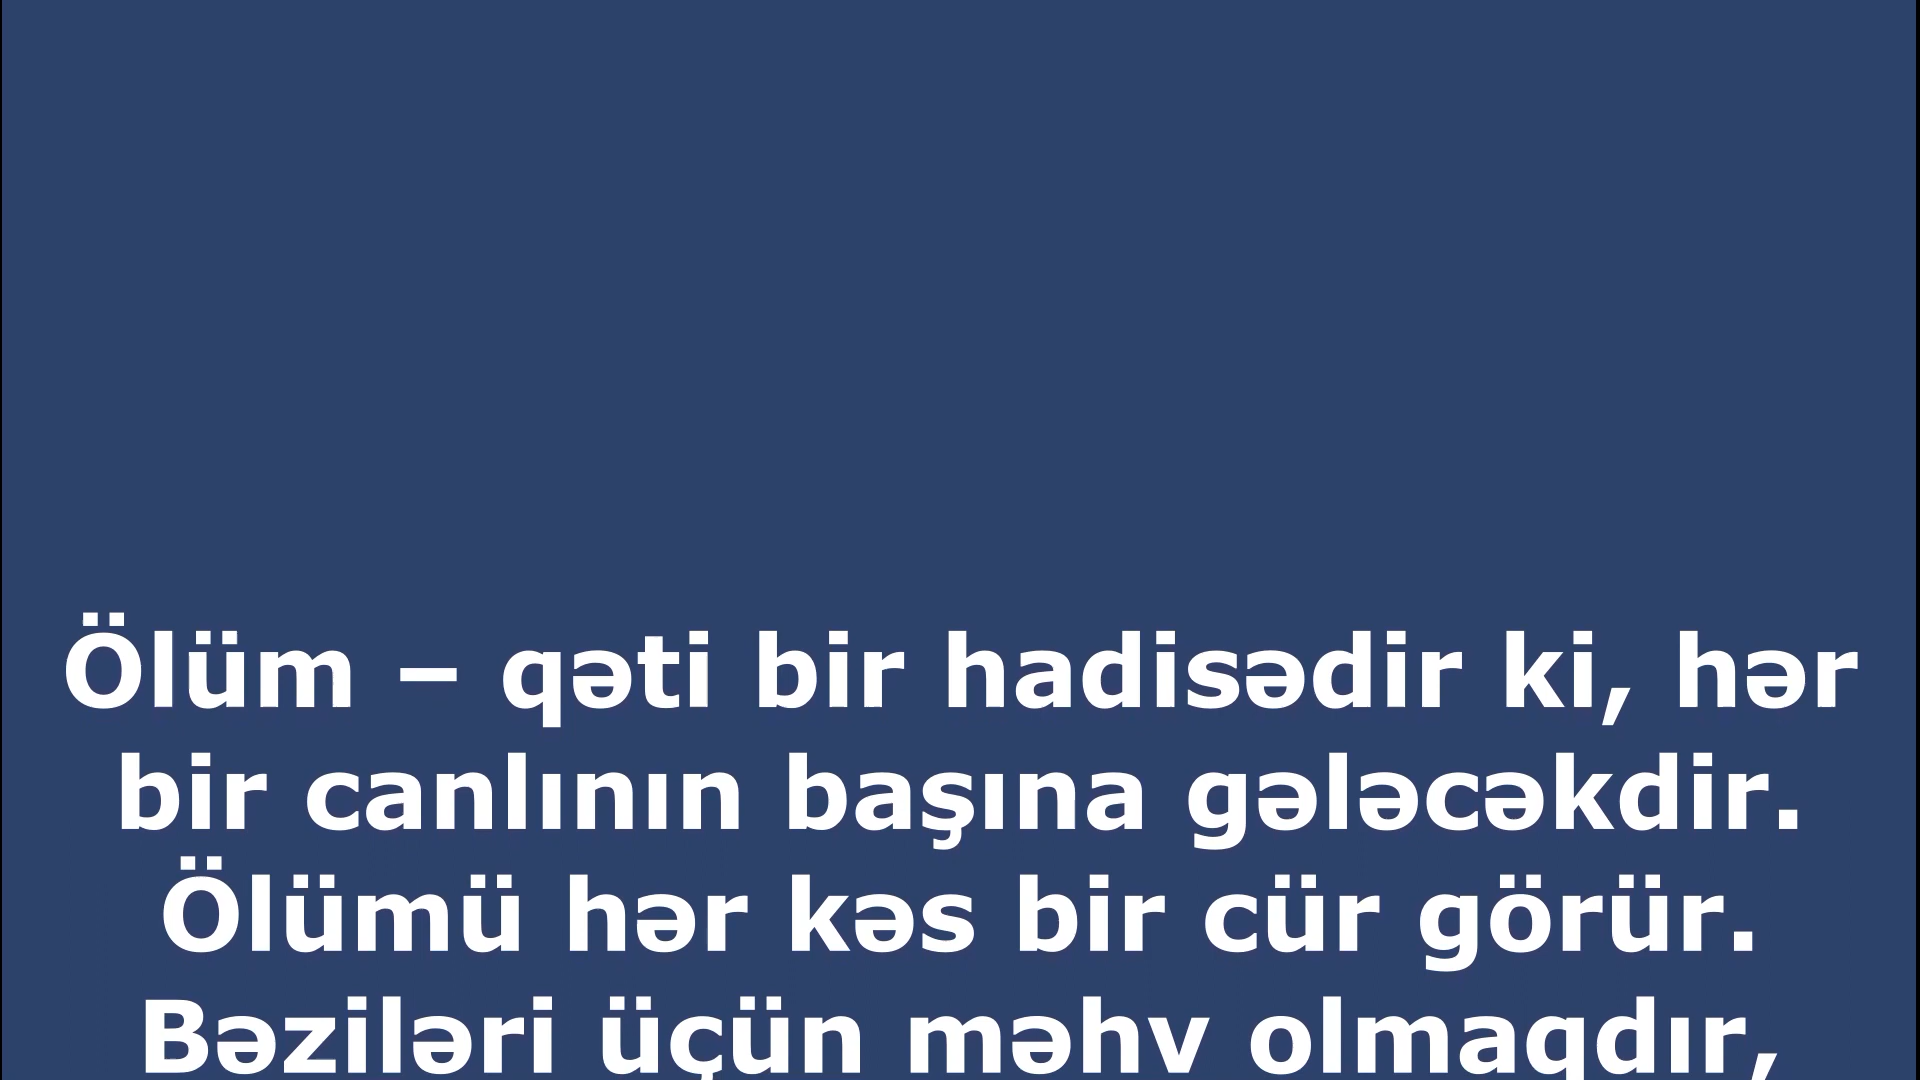 Ölüm – qəti bir hadisədir ki, hər
bir canlının başına gələcəkdir.
Ölümü hər kəs bir cür görür.
Bəziləri üçün məhv olmaqdır,